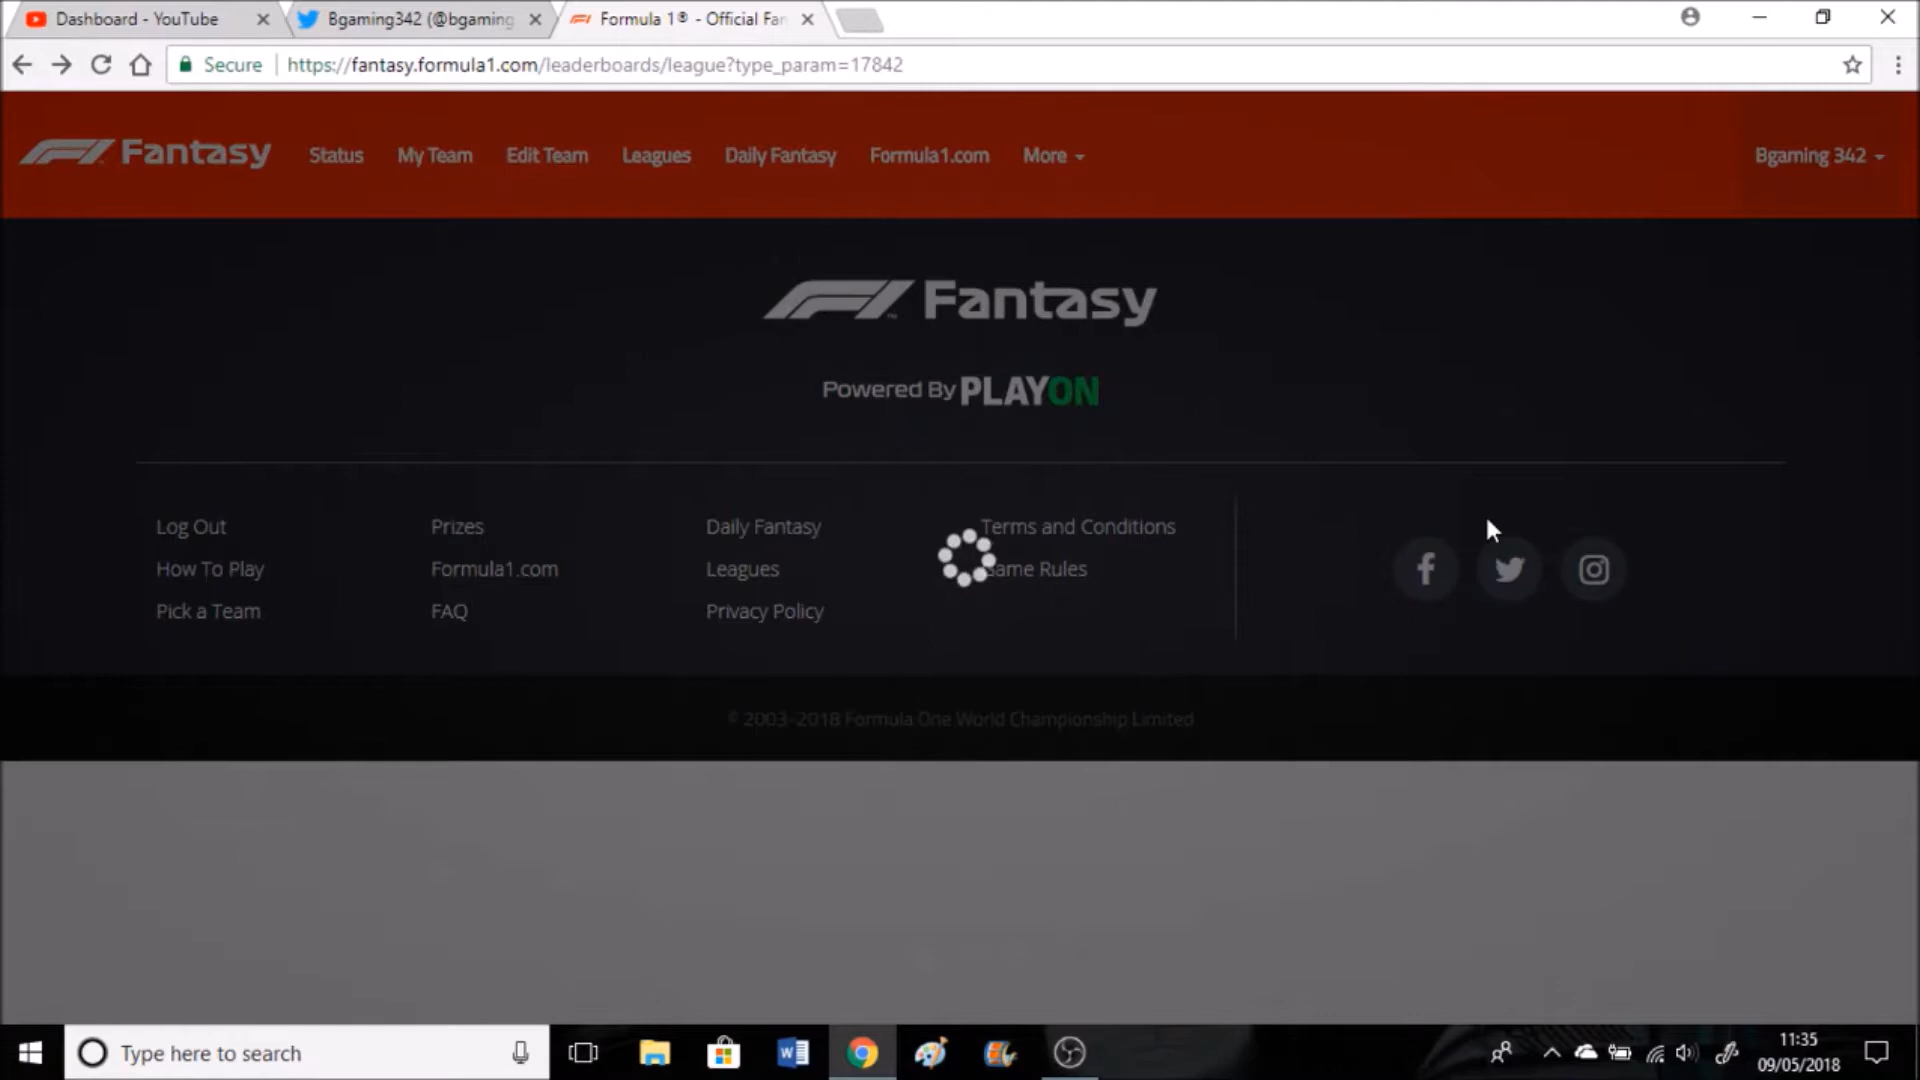 Dashboard - YouTube
Bgaming342 (@bgaming
Formula 1® - Official Fan
Secure
https://fantasy.formula1.com/leaderboards/league?type_param=17842
Fantasy Status My Team Edit Team Leagues Daily Fantasy Formula1.com More Bgaming 342
F1 Fantasy
Powered By PLAYON
Log Out Prizes Daily Fantasy Terms and Conditions
How To Play Formula1.com Leagues Game Rules
Pick a Team FAQ Privacy Policy
© 2003-2018 Formula One World Championship Limited
Type here to search
11:35
09/05/2018